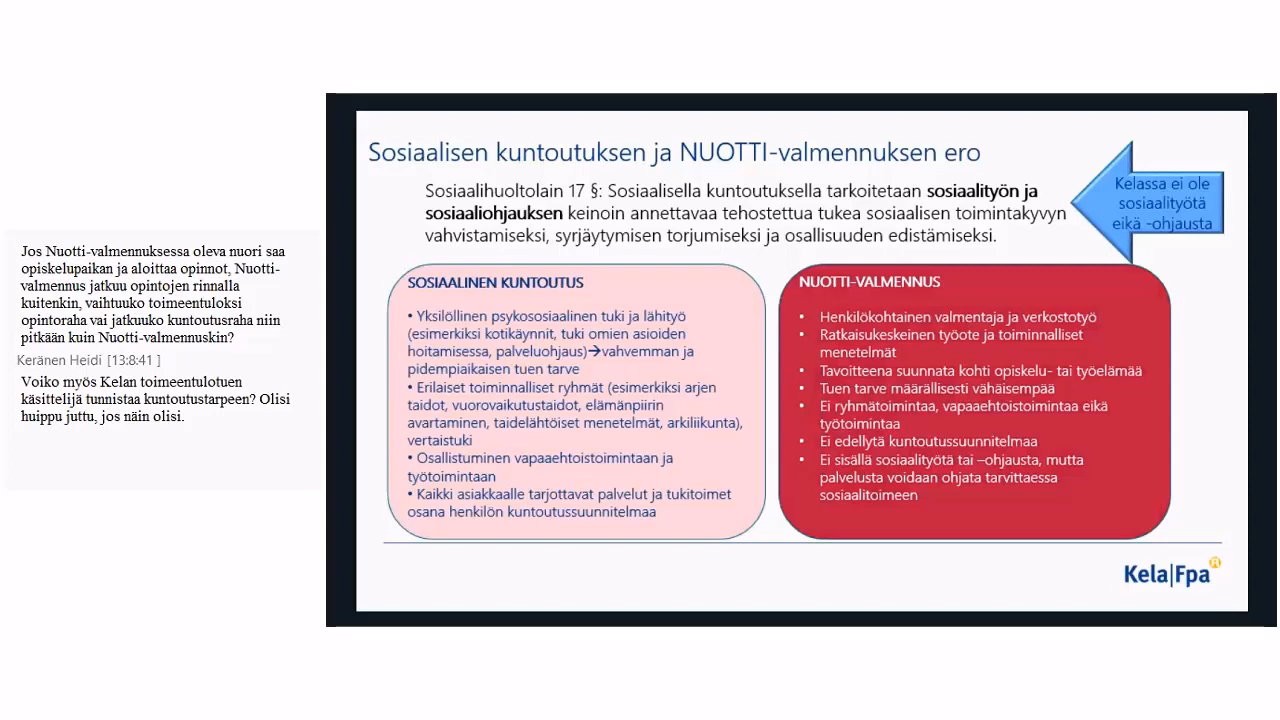 Jos Nuotti-valmennuksessa oleva nuori saa
opiskelupaikan ja aloittaa opinnot, Nuotti-
valmennus jatkuu opintojen rinnalla
kuitenkin, vaihtuuko toimeentuloksi
opintoraha vai jatkuuko kuntoutusraha niin
pitkään kuin Nuotti-valmennuskin?
Keränen Heidi [13:8:41 ]
Voiko myös Kelan toimeentulotuen
käsittelijä tunnistaa kuntoutustarpeen? Olisi
huippu juttu, jos näin olisi.
Sosiaalisen kuntoutuksen ja NUOTTI-valmennuksen ero
Sosiaalihuoltolain 17 §: Sosiaalisella kuntoutuksella tarkoitetaan sosiaalityön ja
sosiaaliohjauksen keinoin annettavaa tehostettua tukea sosiaalisen toimintakyvyn
vahvistamiseksi, syrjäytymisen torjumiseksi ja osallisuuden edistämiseksi.
Kelassa ei ole
sosiaalityötä
eikä -ohjausta
SOSIAALINEN KUNTOUTUS
• Yksilöllinen psykososiaalinen tuki ja lähityö
(esimerkiksi kotikäynnit, tuki omien asioiden
hoitamisessa, palveluohjaus)→vahvemman ja
pidempiaikaisen tuen tarve
• Erilaiset toiminnalliset ryhmät (esimerkiksi arjen
taidot, vuorovaikutustaidot, elämänpiirin
avartaminen, taidelähtöiset menetelmät, arkiliikunta),
vertaistuki
• Osallistuminen vapaaehtoistoimintaan ja
työtoimintaan
• Kaikki asiakkaalle tarjottavat palvelut ja tukitoimet
osana henkilön kuntoutussuunnitelmaa
NUOTTI-VALMENNUS
• Henkilökohtainen valmentaja ja verkostotyö
• Ratkaisukeskeinen työote ja toiminnalliset
menetelmät
• Tavoitteena suunnata kohti opiskelu- tai työelämää
• Tuen tarve määrällisesti vähäisempää
• Ei ryhmätoimintaa, vapaaehtoistoimintaa eikä
työtoimintaa
• Ei edellytä kuntoutussuunnitelmaa
• Ei sisällä sosiaalityötä tai –ohjausta, mutta
palvelusta voidaan ohjata tarvittaessa
sosiaalitoimeen
Kela|Fpa